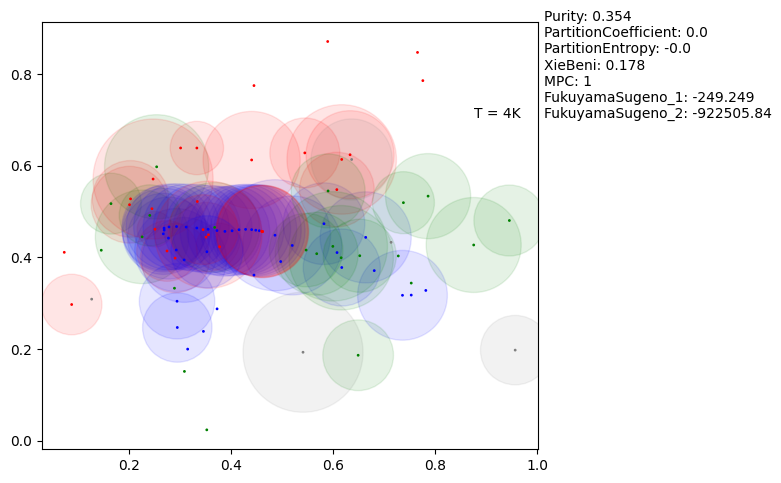 Purity: 0.354
PartitionCoefficient: 0.0
PartitionEntropy: -0.0
XieBeni: 0.178
MPC: 1
FukuyamaSugeno_1: -249.249
FukuyamaSugeno_2: -922505.84
T = 4K
0.8
0.6
0.4
0.2
0.0
0.2 0.4 0.6 0.8 1.0